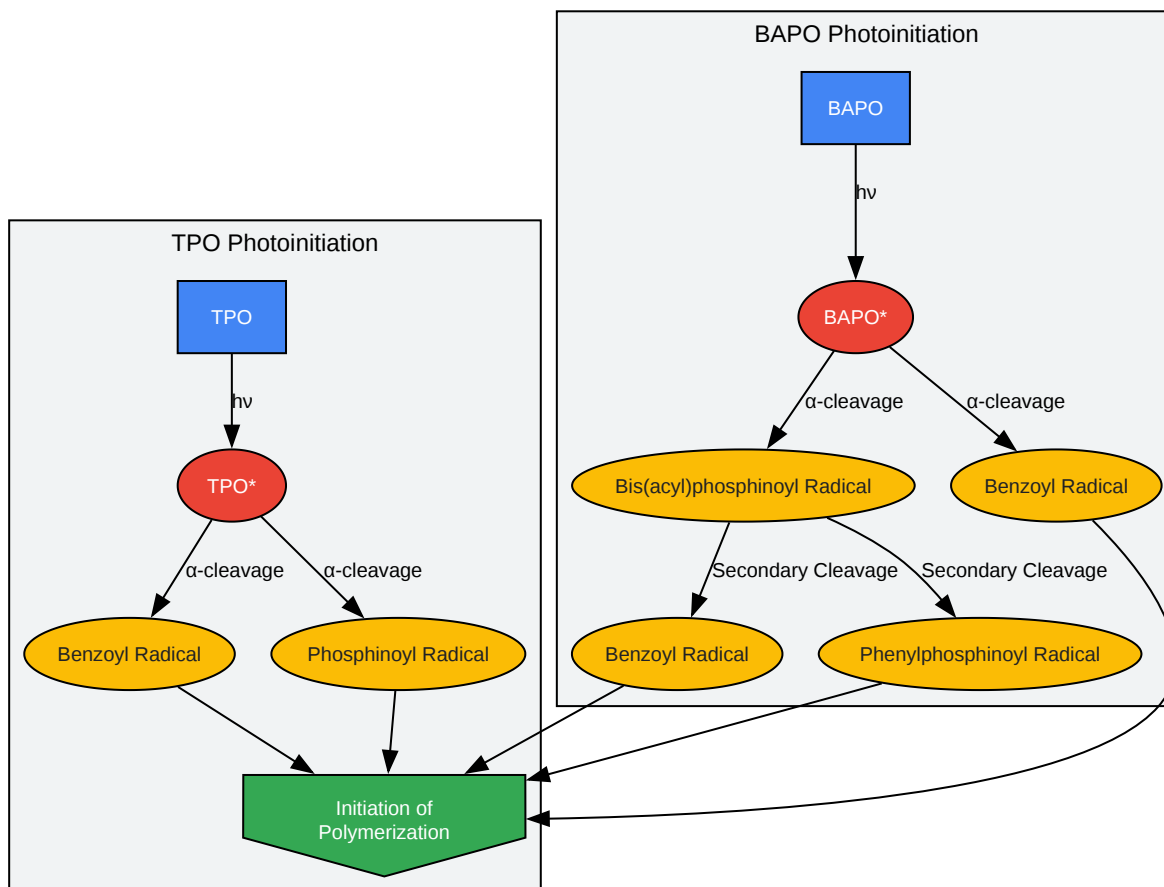 BAPO Photoinitiation
BAPO
hν
TPO Photoinitiation
TPO
BAPO*
hν
α-cleavage
α-cleavage
TPO*
Bis(acyl)phosphinoyl Radical
Benzoyl Radical
α-cleavage
α-cleavage
Secondary Cleavage
Secondary Cleavage
Benzoyl Radical
Phosphinoyl Radical
Benzoyl Radical
Phenylphosphinoyl Radical
Initiation of
Polymerization